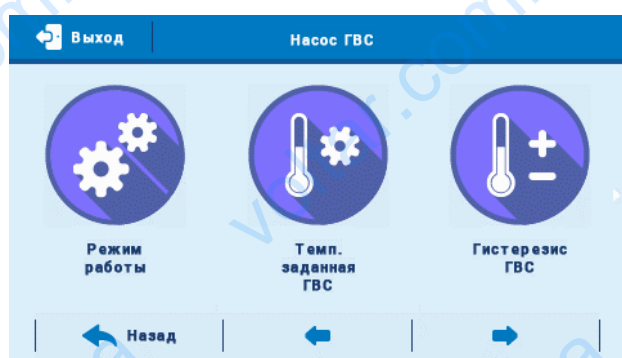 Выход
Насос ГВС
Режим
работы
Темп.
заданная
ГВС
Гистерезис
ГВС
Назад